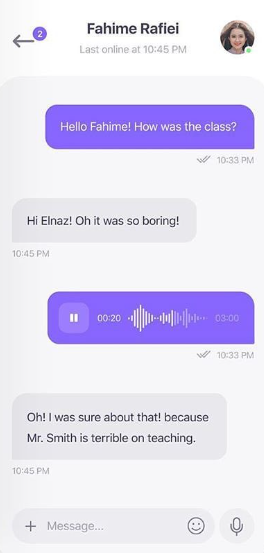 2
Fahime Rafiei
Last online at 10:45 PM
Hello Fahime! How was the class?
10:33 PM
Hi Elnaz! Oh it was so boring!
10:45 PM
00:20 03:00
10:33 PM
Oh! I was sure about that! because
Mr. Smith is terrible on teaching.
10:45 PM
Message...